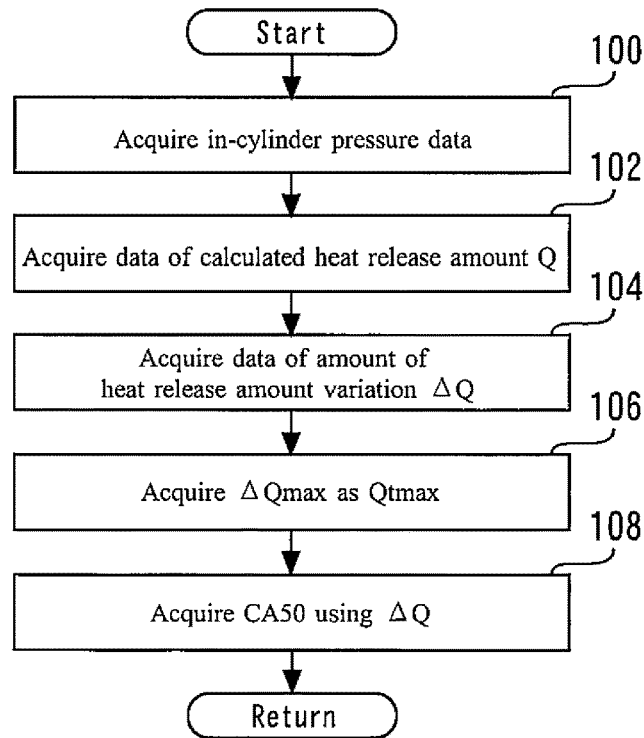 Start
100
Acquire in-cylinder pressure data
102
Acquire data of calculated heat release amount Q
104
Acquire data of amount of
heat release amount variation ΔQ
106
Acquire ΔQmax as Qtmax
108
Acquire CA50 using ΔQ
Return